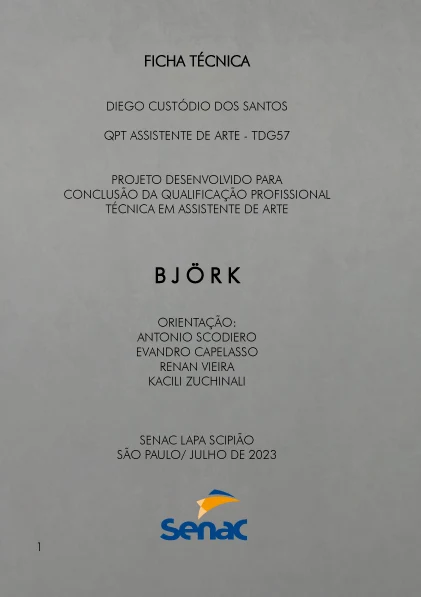 FICHA TÉCNICA
DIEGO CUSTÓDIO DOS SANTOS
QPT ASSISTENTE DE ARTE - TDG57
PROJETO DESENVOLVIDO PARA
CONCLUSÃO DA QUALIFICAÇÃO PROFISSIONAL
TÉCNICA EM ASSISTENTE DE ARTE
BJÖRK
ORIENTAÇÃO:
ANTONIO SCODIERO
EVANDRO CAPELASSO
RENAN VIEIRA
KACILI ZUCHINALI
SENAC LAPA SCIPIÃO
SÃO PAULO/ JULHO DE 2023
senac
1